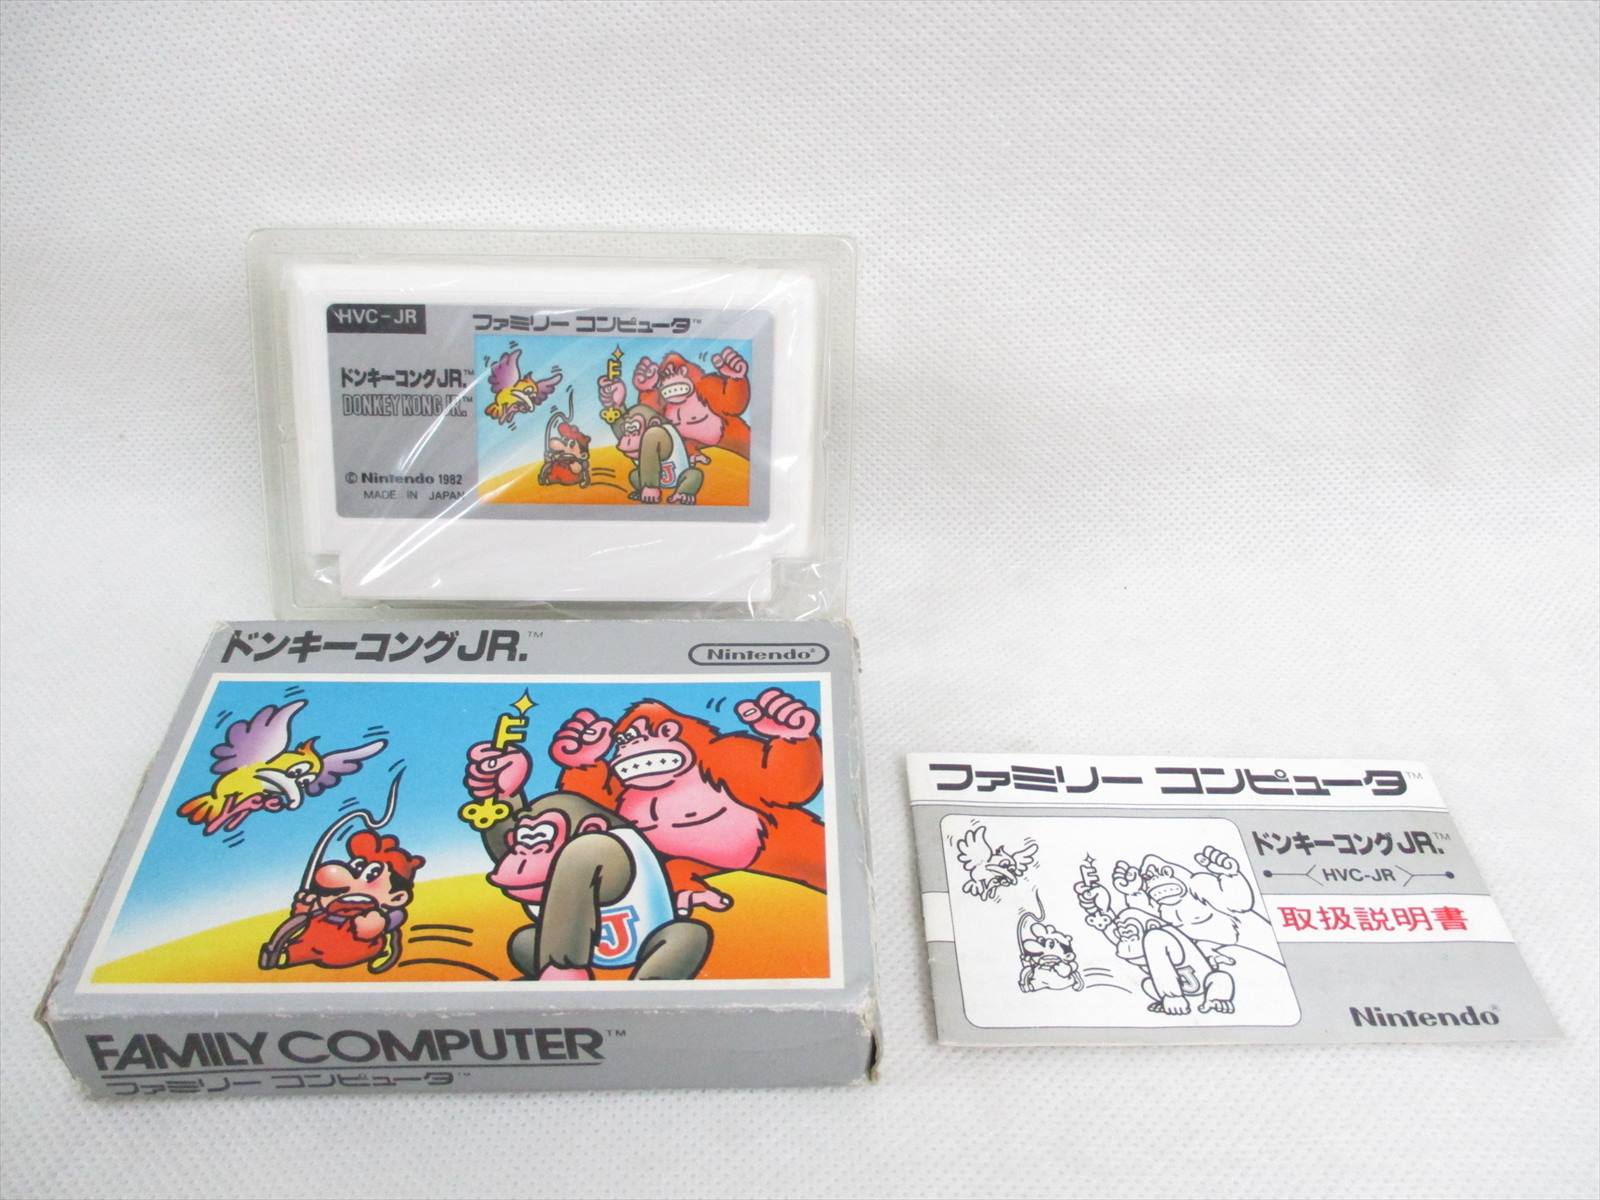 HVC-JR
ファミリー コンピュータ™
ドンキーコングJR.™
DONKEY KONG JR.™
© Nintendo 1982
MADE IN JAPAN
J
ドンキーコングJR.™
Nintendo®
J
FAMILY COMPUTER™
ファミリー コンピュータ™
ファミリー コンピュータ™
ドンキーコングJR.™
HVC-JR
取扱説明書
J
Nintendo®